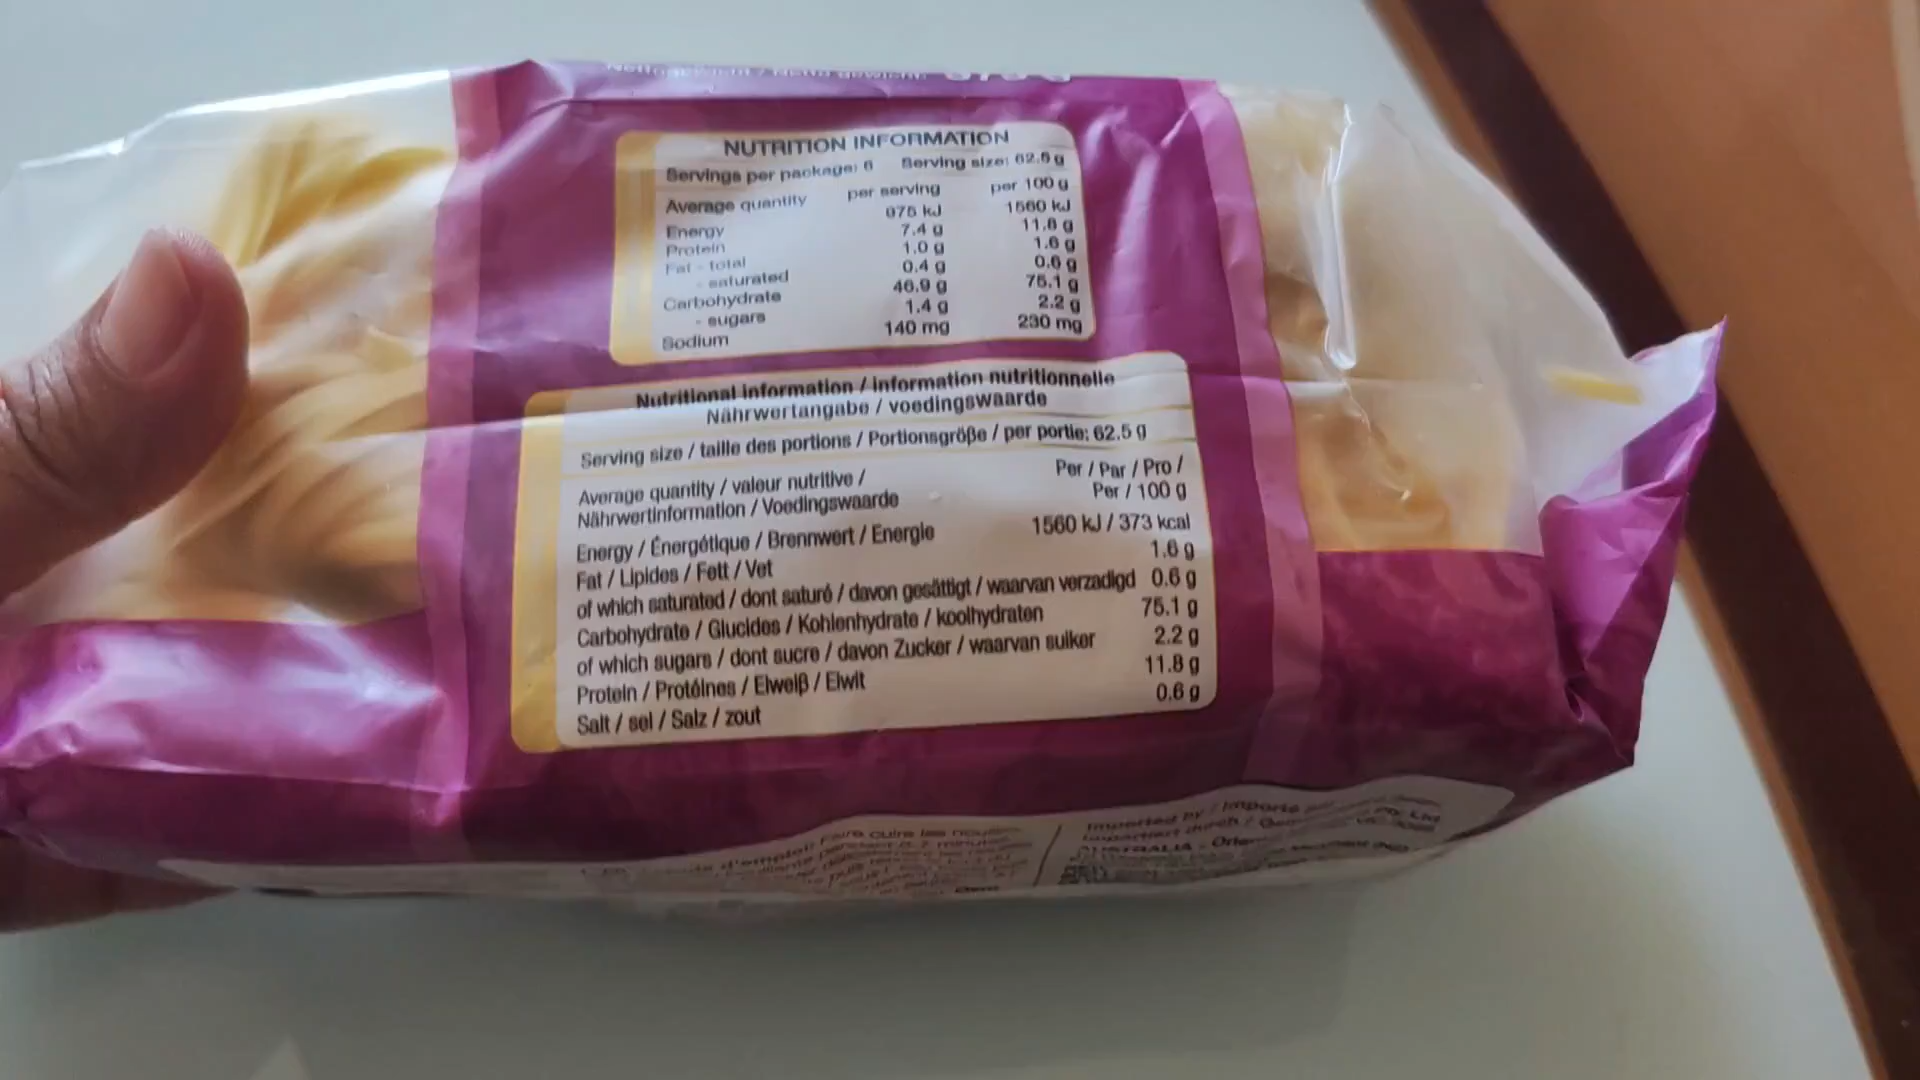 NUTRITION INFORMATION
Servings per package: 6 Serving size: 62.5 g
Average quantity per serving per 100 g
Energy 975 kJ 1560 kJ
Protein 7.4 g 11.8 g
Fat - total 1.0 g 1.6 g
- saturated 0.4 g 0.6 g
Carbohydrate 46.9 g 75.1 g
- sugars 1.4 g 2.2 g
Sodium 140 mg 230 mg
Nutritional information / information nutritionnelle
Nährwertangabe / voedingswaarde
Serving size / taille des portions / Portionsgröβe / per portie: 62.5 g
Average quantity / valeur nutritive / Per / Par / Pro /
Nährwertinformation / Voedingswaarde Per / 100 g
Energy / Énergétique / Brennwert / Energie 1560 kJ / 373 kcal
Fat / Lipides / Fett / Vet 1.6 g
of which saturated / dont saturé / davon gesättigt / waarvan verzadigd 0.6 g
Carbohydrate / Glucides / Kohlenhydrate / koolhydraten 75.1 g
of which sugars / dont sucre / davon Zucker / waarvan suiker 2.2 g
Protein / Protéines / Eiweiβ / Eiwit 11.8 g
Salt / sel / Salz / zout 0.6 g
Faire cuire les
Imported by /
AUSTRALIA